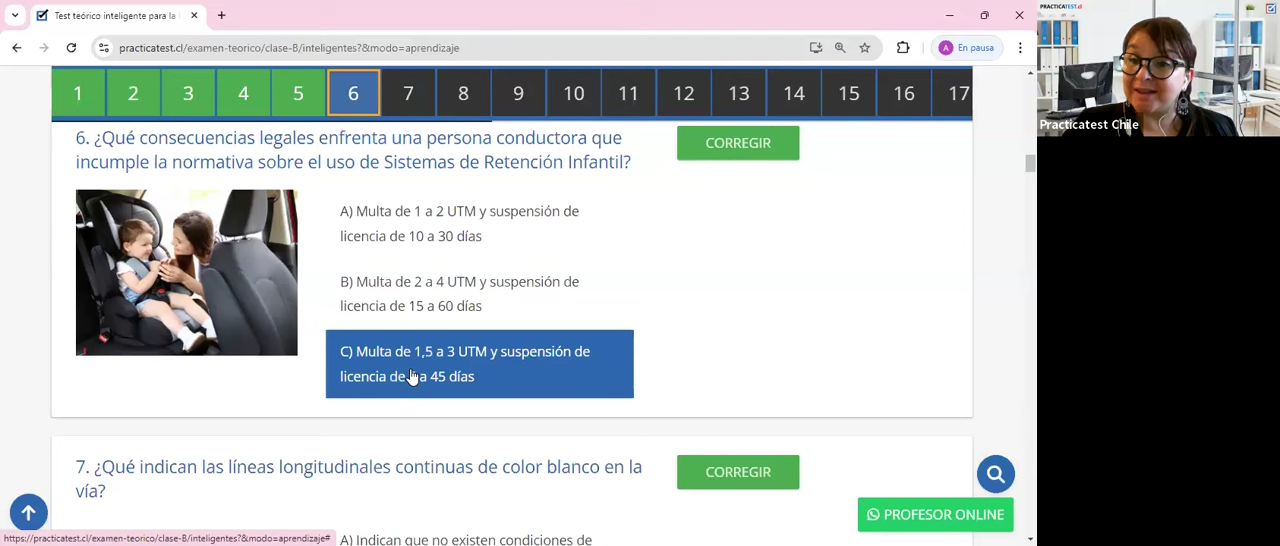 Test teórico inteligente para la
practicatest.cl/examen-teorico/clase-B/inteligentes?&modo=aprendizaje
A
En pausa
PRACTICATEST.cl
1 2 3 4 5 6 7 8 9 10 11 12 13 14 15 16 17
Practicatest Chile
6. ¿Qué consecuencias legales enfrenta una persona conductora que
incumple la normativa sobre el uso de Sistemas de Retención Infantil?
CORREGIR
A) Multa de 1 a 2 UTM y suspensión de
licencia de 10 a 30 días
B) Multa de 2 a 4 UTM y suspensión de
licencia de 15 a 60 días
C) Multa de 1,5 a 3 UTM y suspensión de
licencia de a 45 días
7. ¿Qué indican las líneas longitudinales continuas de color blanco en la
vía?
CORREGIR
PROFESOR ONLINE
https://practicatest.cl/examen-teorico/clase-B/inteligentes?&modo=aprendizaje#
A) Indican que no existen condiciones de